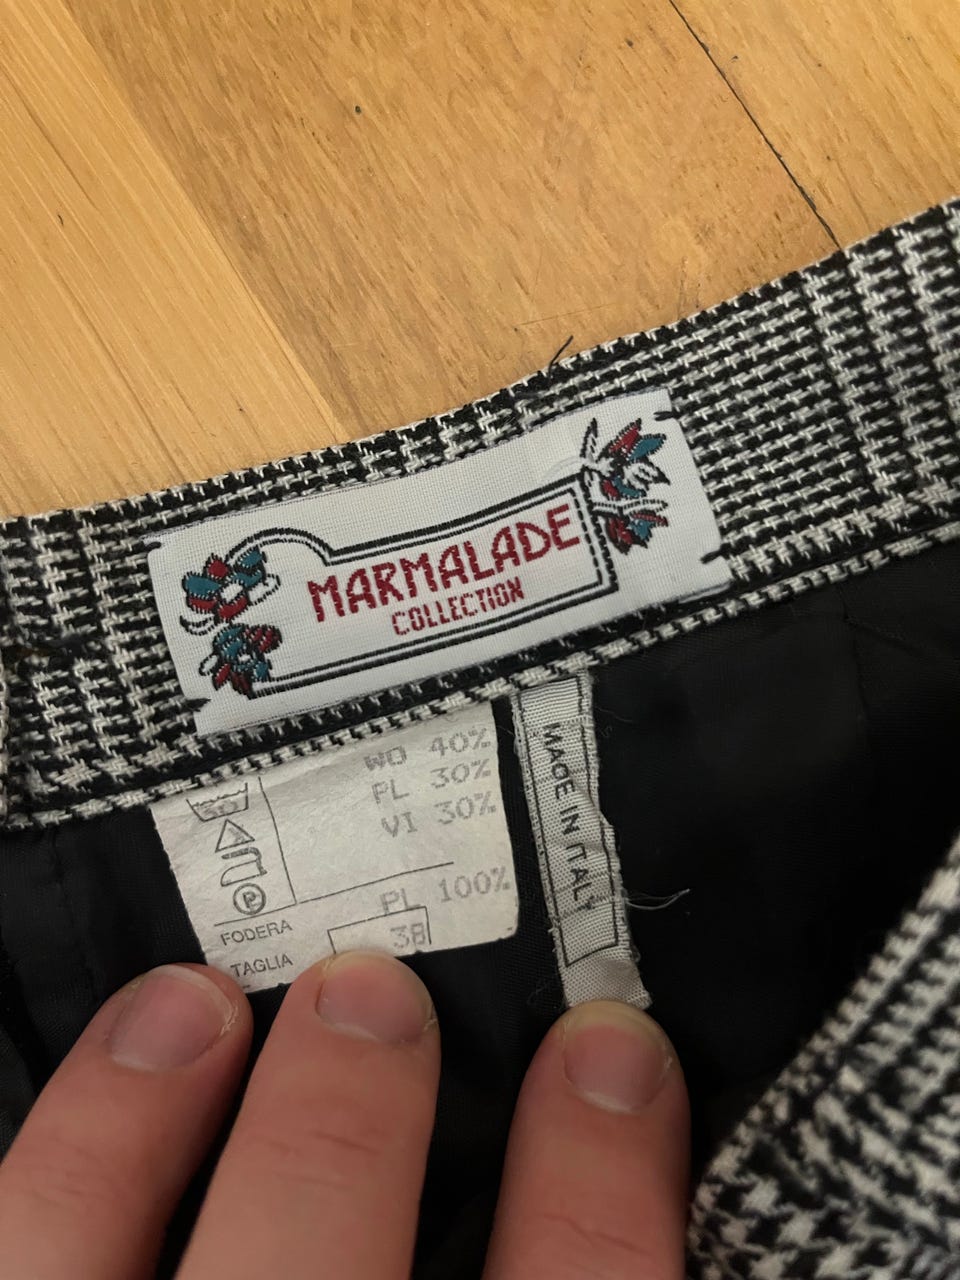 MARMALADE
COLLECTION
WO 40%
PL 30%
VI 30%
PL 100%
FODERA
38
TAGLIA
MADE IN ITALY
P